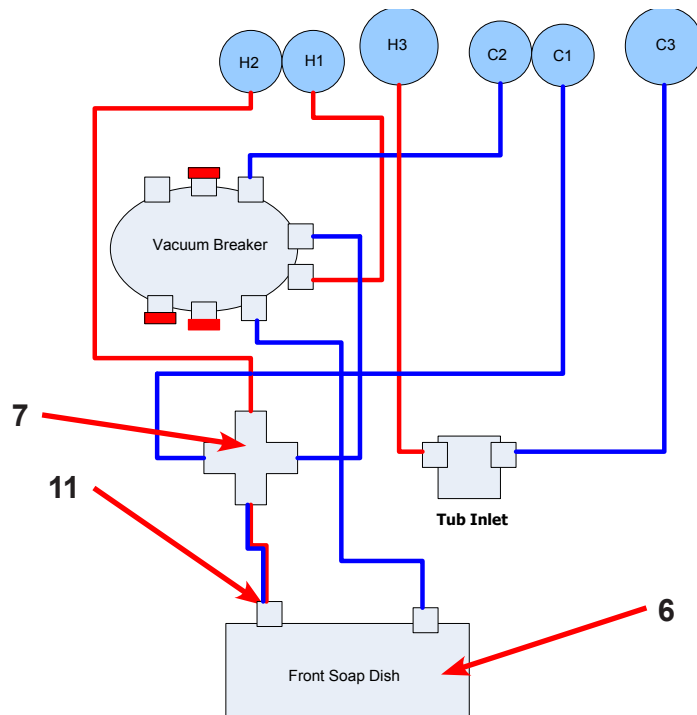 H2
H1
H3
C2
C1
C3
Vacuum Breaker
7
11
Tub Inlet
6
Front Soap Dish